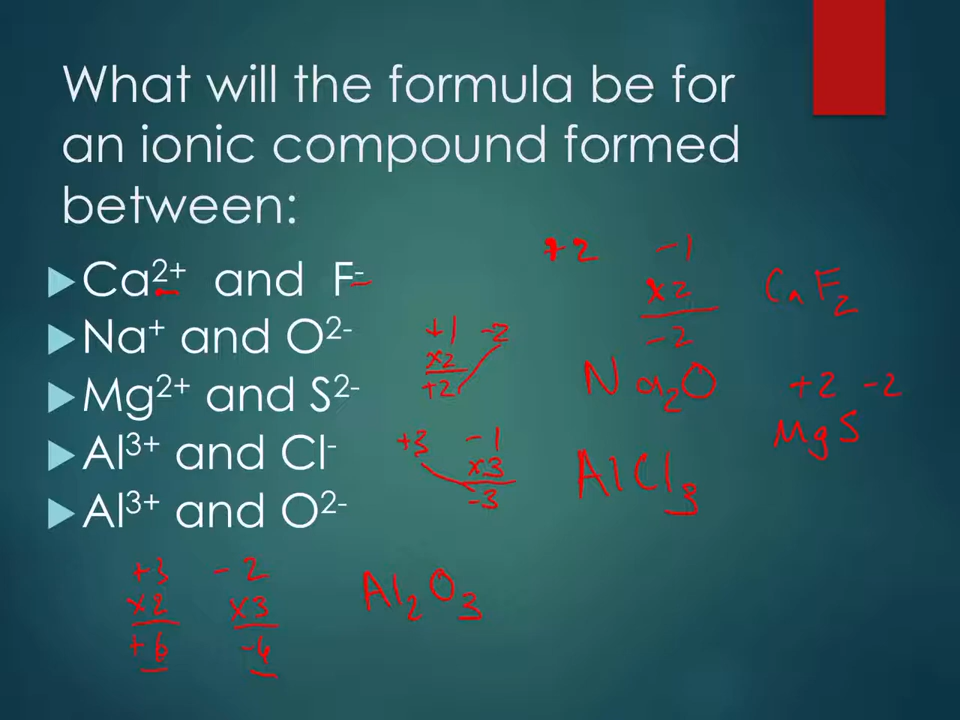 What will the formula be for
an ionic compound formed
between:
Ca²⁺ and F⁻
+2 -1
x2
-2
CaF₂
Na⁺ and O²⁻
+1 -2
x2
+2
Na₂O
Mg²⁺ and S²⁻
+2 -2
MgS
Al³⁺ and Cl⁻
+3 -1
x3
-3
AlCl₃
Al³⁺ and O²⁻
+3 -2
x2 x3
+6 -6
Al₂O₃